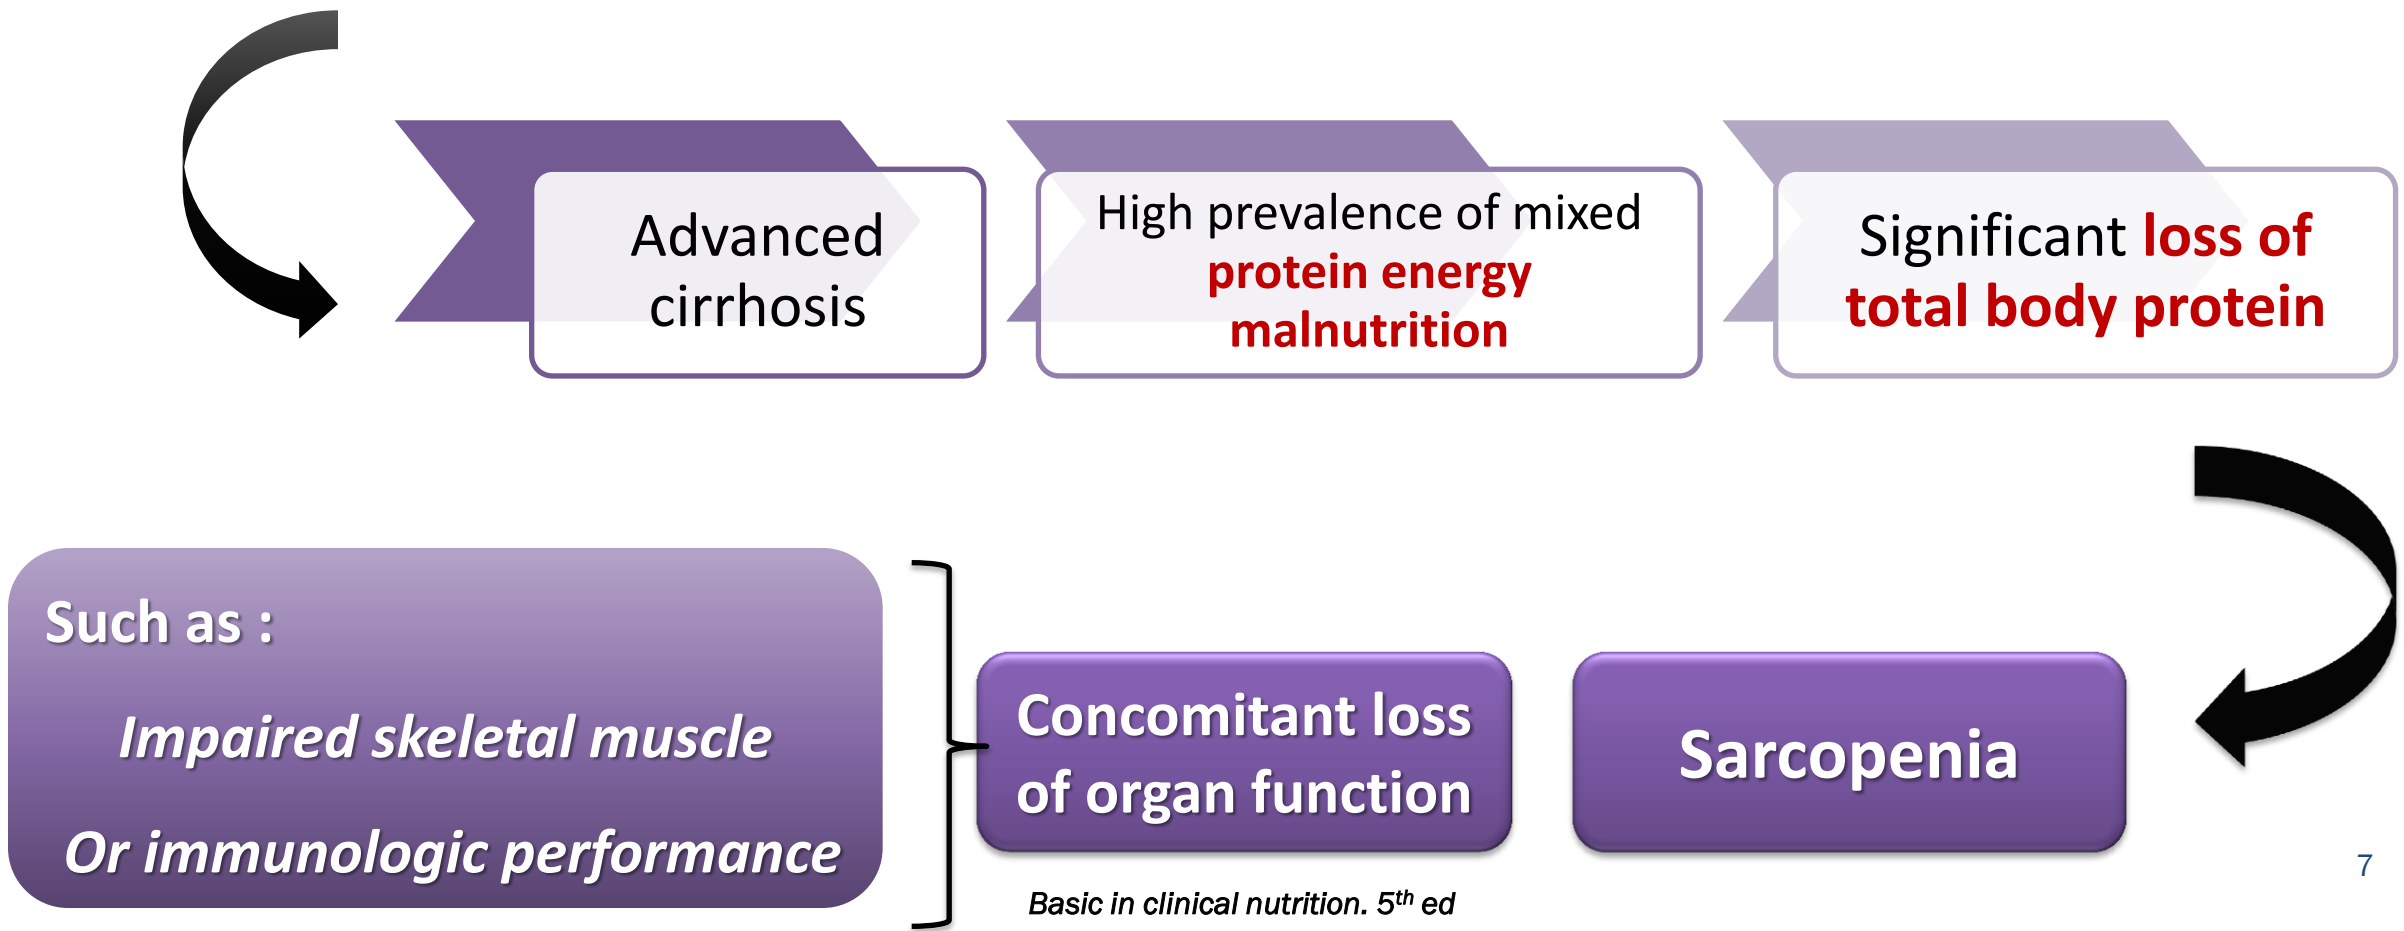 Advanced
cirrhosis
High prevalence of mixed
protein energy
malnutrition
Significant loss of
total body protein
Sarcopenia
Concomitant loss
of organ function
Such as :
Impaired skeletal muscle
Or immunologic performance
Basic in clinical nutrition. 5th ed
7